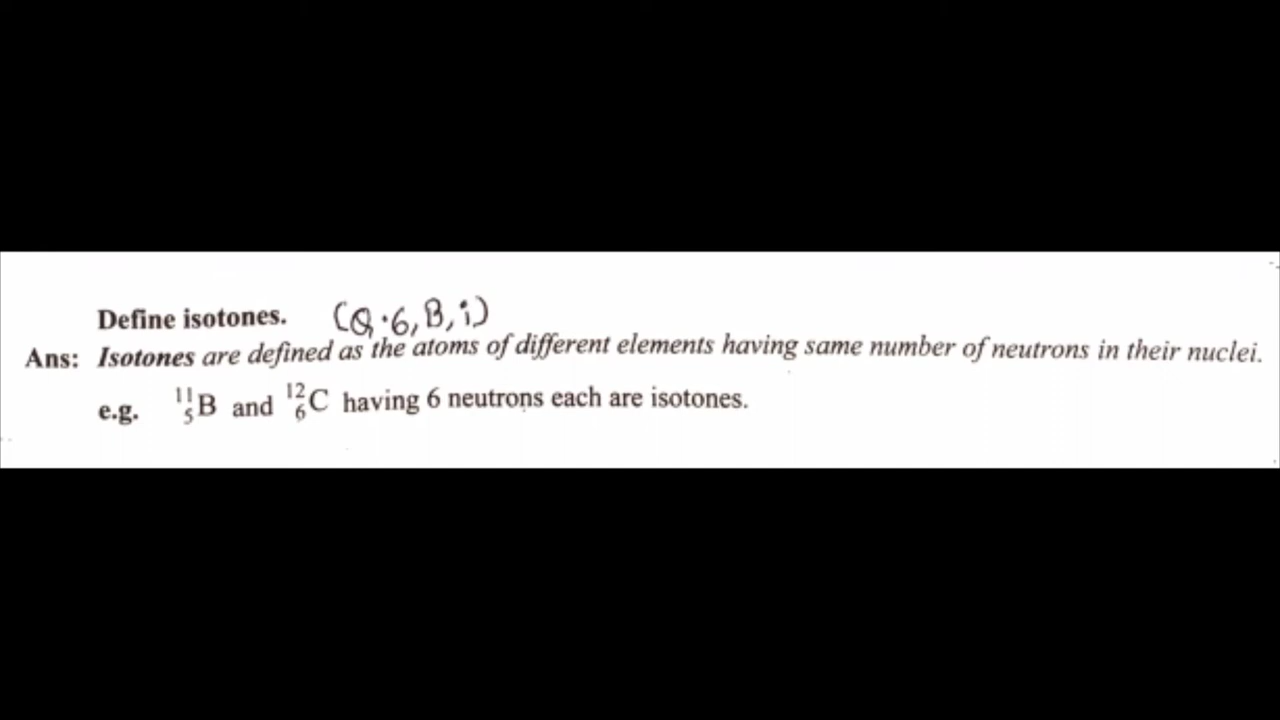 Define isotones. (Q.6, B, i)
Ans: Isotones are defined as the atoms of different elements having same number of neutrons in their nuclei.
e.g. ¹¹₅B and ¹²₆C having 6 neutrons each are isotones.